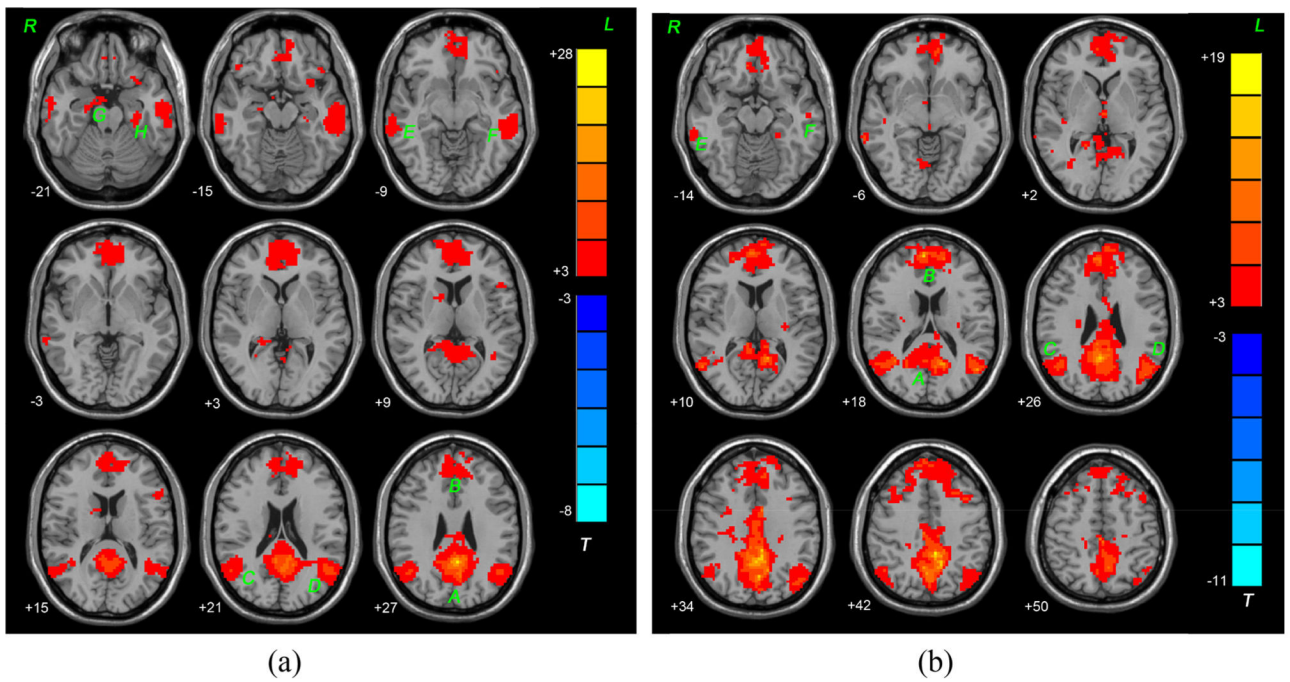 R
L
G
H
E
F
-21
-15
-9
-3
+3
+9
C
D
B
A
+15
+21
+27
+28
+3
-3
-8
T
(a)
R
L
E
F
-14
-6
+2
B
A
C
D
+10
+18
+26
+34
+42
+50
+19
+3
-3
-11
T
(b)